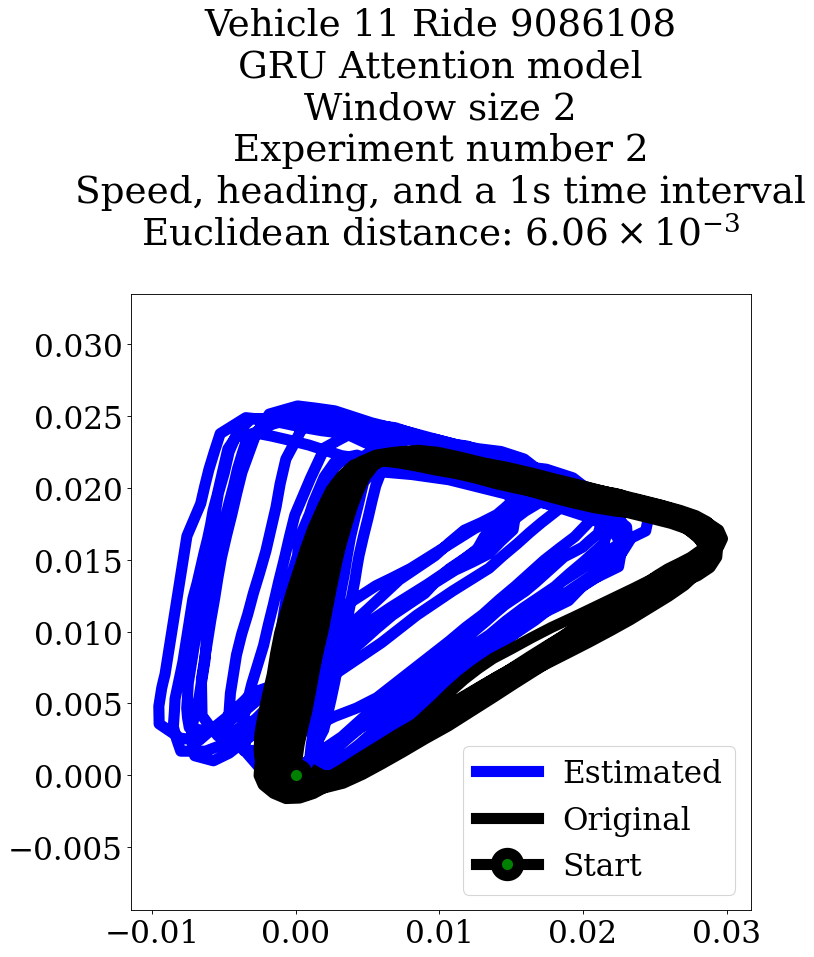 Vehicle 11 Ride 9086108
GRU Attention model
Window size 2
Experiment number 2
Speed, heading, and a 1s time interval
Euclidean distance: 6.06 × 10⁻³
0.030
0.025
0.020
0.015
0.010
0.005
0.000
−0.005
−0.01 0.00 0.01 0.02 0.03
Estimated
Original
Start